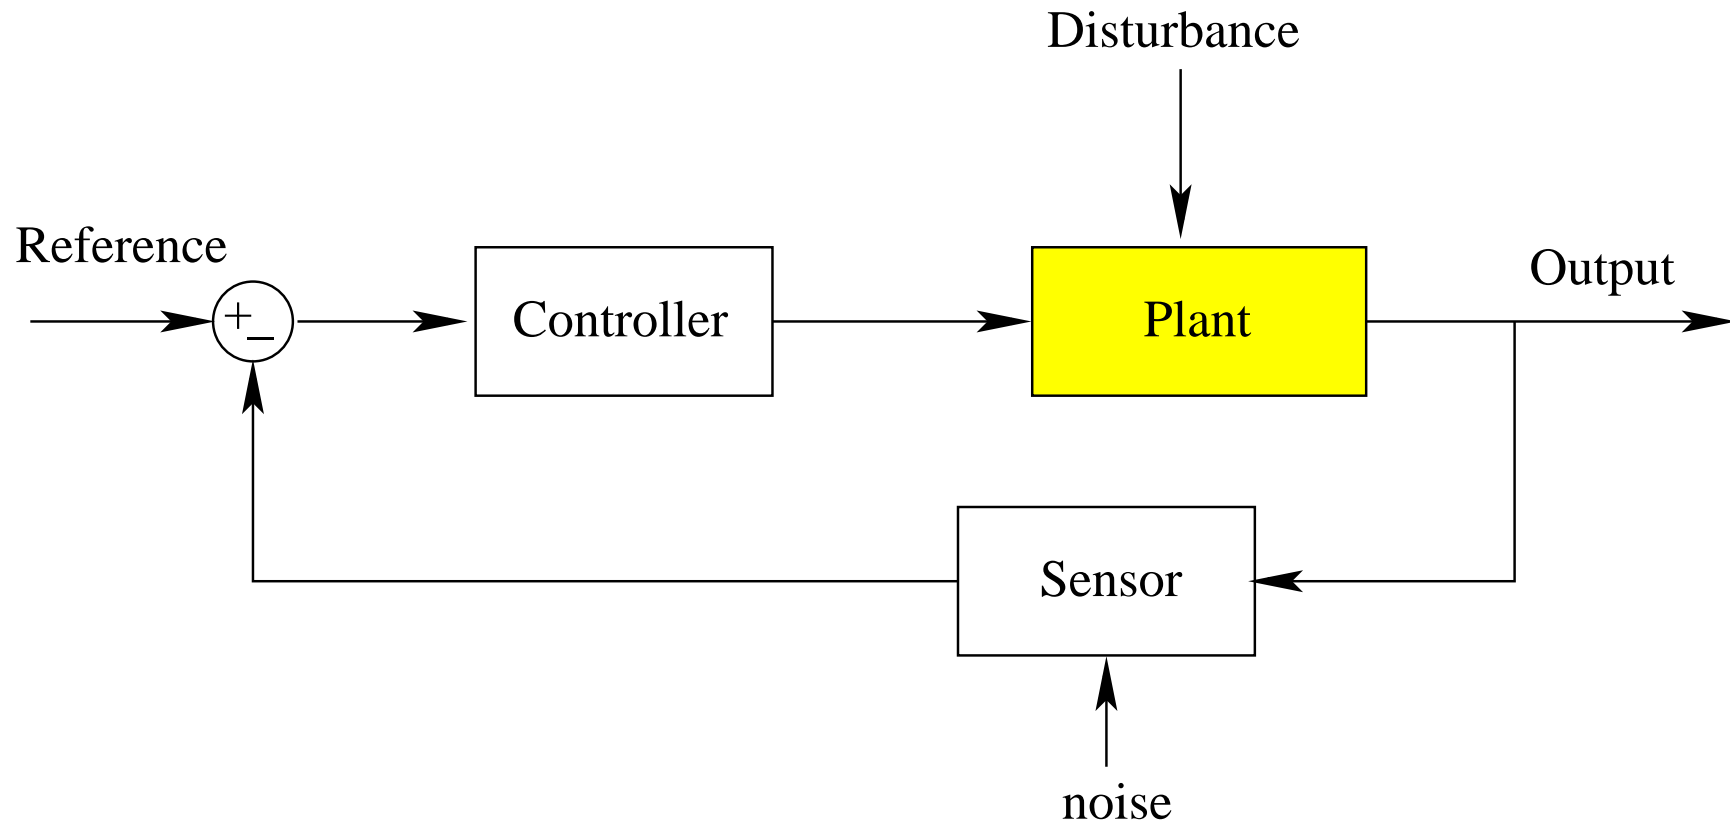 Disturbance
Reference
Output
+
−
Controller
Plant
Sensor
noise